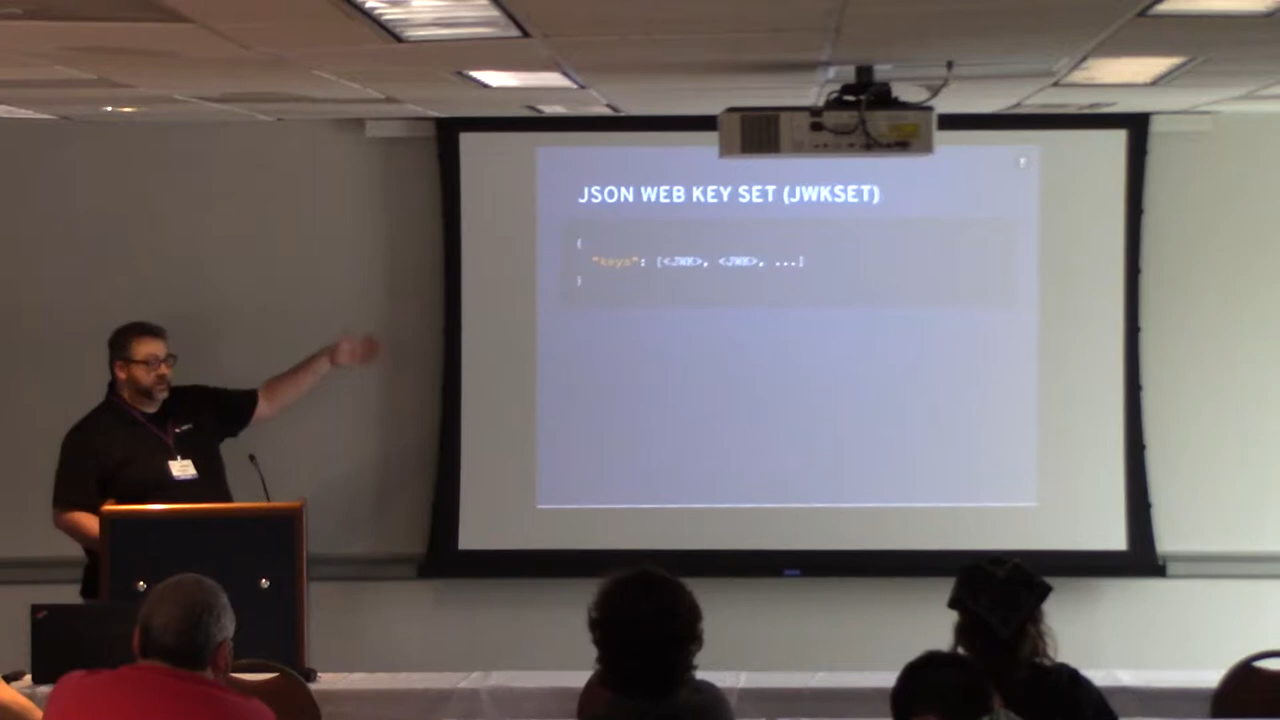 JSON WEB KEY SET (JWKSET)
{
"keys": [<JWK>, <JWK>, ...]
}